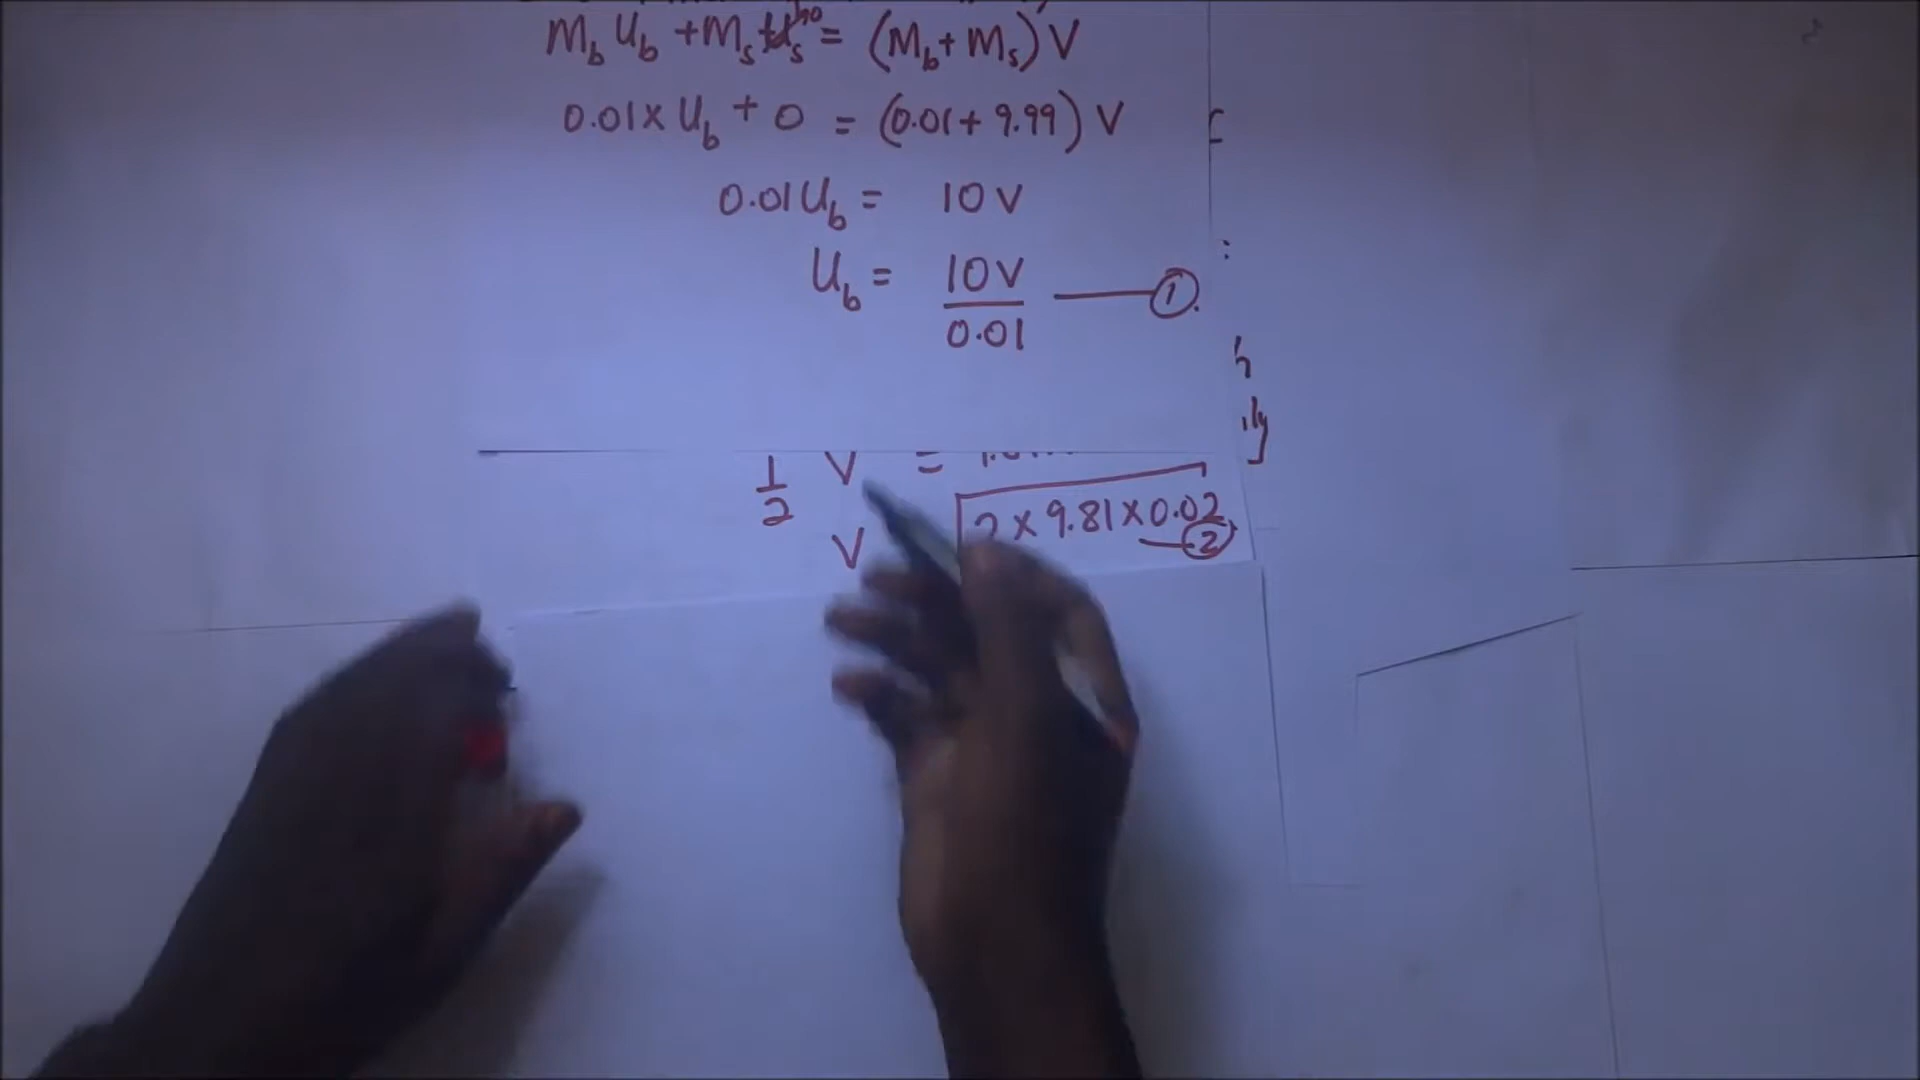 M_b U_b + M_s U_s = (M_b + M_s) V
0.01 x U_b + 0 = (0.01 + 9.99) V
0.01 U_b = 10 V
U_b = 10 V / 0.01 — ①
1/2 V =
V √2 x 9.81 x 0.02 — ②